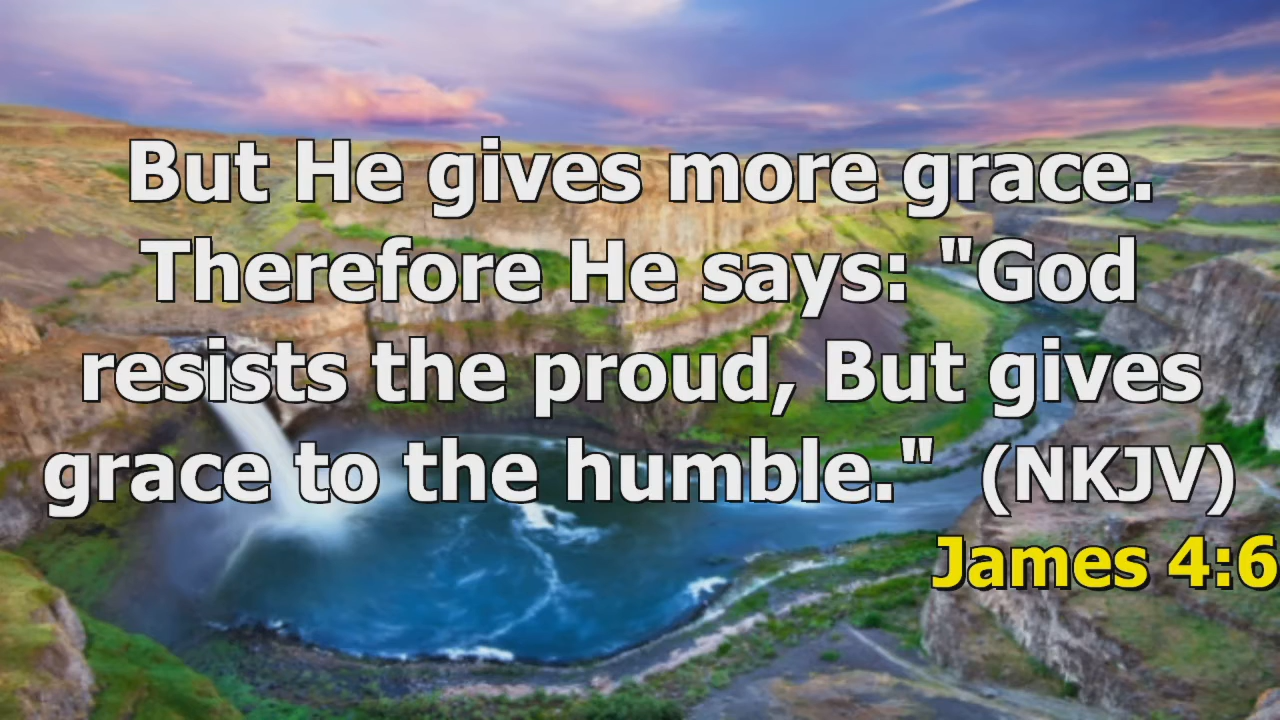 But He gives more grace.
Therefore He says: "God
resists the proud, But gives
grace to the humble." (NKJV)
James 4:6